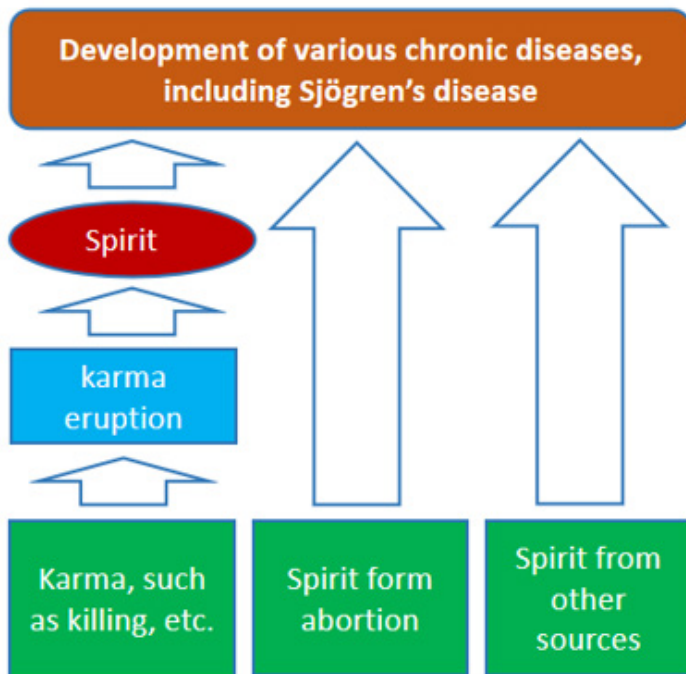 Development of various chronic diseases,
including Sjögren's disease
Spirit
karma
eruption
Karma, such
as killing, etc.
Spirit form
abortion
Spirit from
other
sources